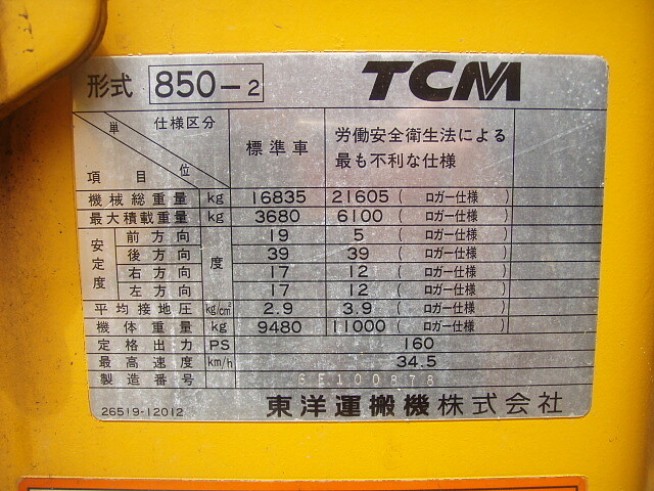 形式 850-2 TCM
単位 仕様区分 標準車 労働安全衛生法による
項目 最も不利な仕様
機械総重量 kg 16835 21605 ( ロガー仕様
最大積載重量 kg 3680 6100 ( ロガー仕様
安定度 前方向 度 19 5 ( ロガー仕様
後方向 39 39 ( ロガー仕様
右方向 17 12 ( ロガー仕様
左方向 17 12 ( ロガー仕様
平均接地圧 kg/cm² 2.9 3.9 ( ロガー仕様
機体重量 kg 9480 11000 ( ロガー仕様
定格出力 PS 160
最高速度 km/h 34.5
製造番号
26519-12012 東洋運搬機株式会社